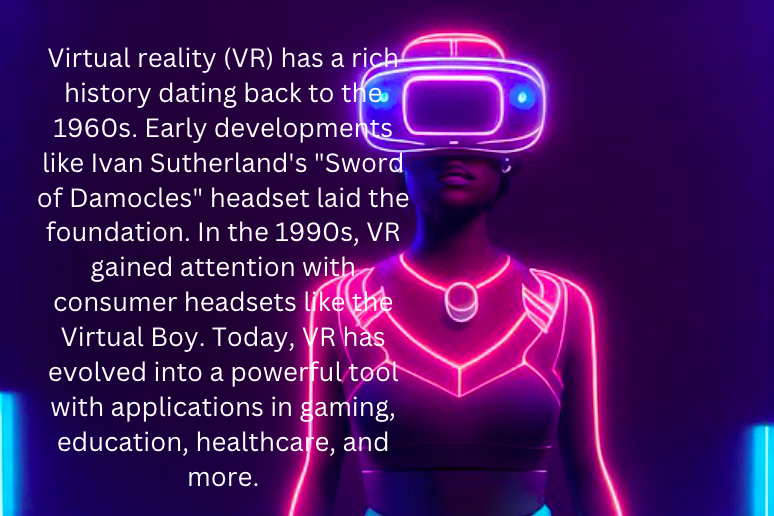 Virtual reality (VR) has a rich
history dating back to the
1960s. Early developments
like Ivan Sutherland's "Sword
of Damocles" headset laid the
foundation. In the 1990s, VR
gained attention with
consumer headsets like the
Virtual Boy. Today, VR has
evolved into a powerful tool
with applications in gaming,
education, healthcare, and
more.